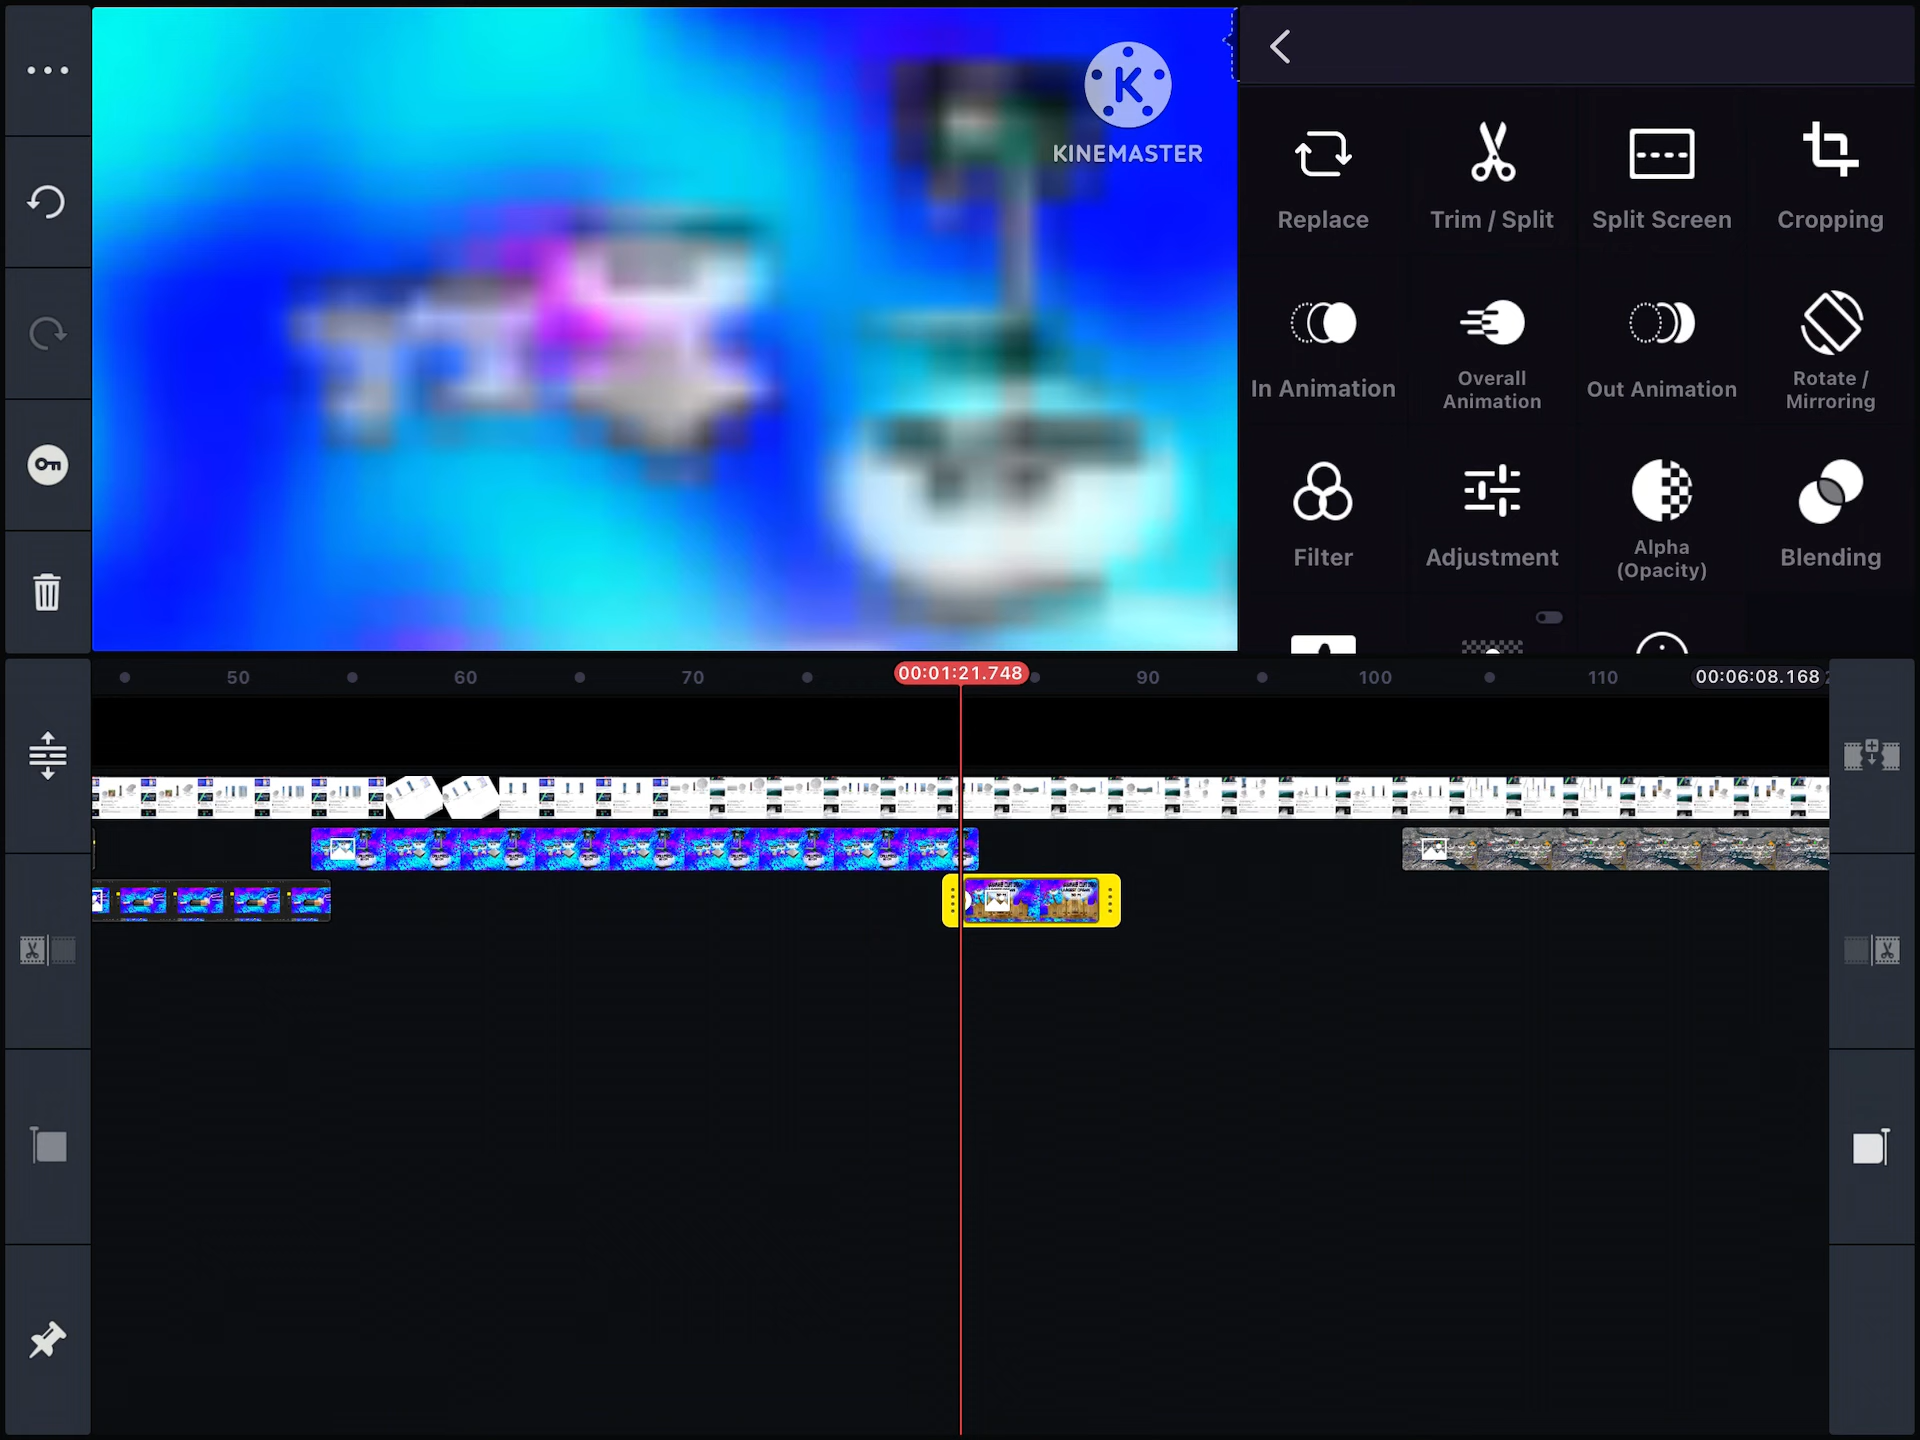 K
KINEMASTER
Replace
Trim / Split
Split Screen
Cropping
In Animation
Overall
Animation
Out Animation
Rotate /
Mirroring
Filter
Adjustment
Alpha
(Opacity)
Blending
50
60
70
00:01:21.748
90
100
110
00:06:08.168